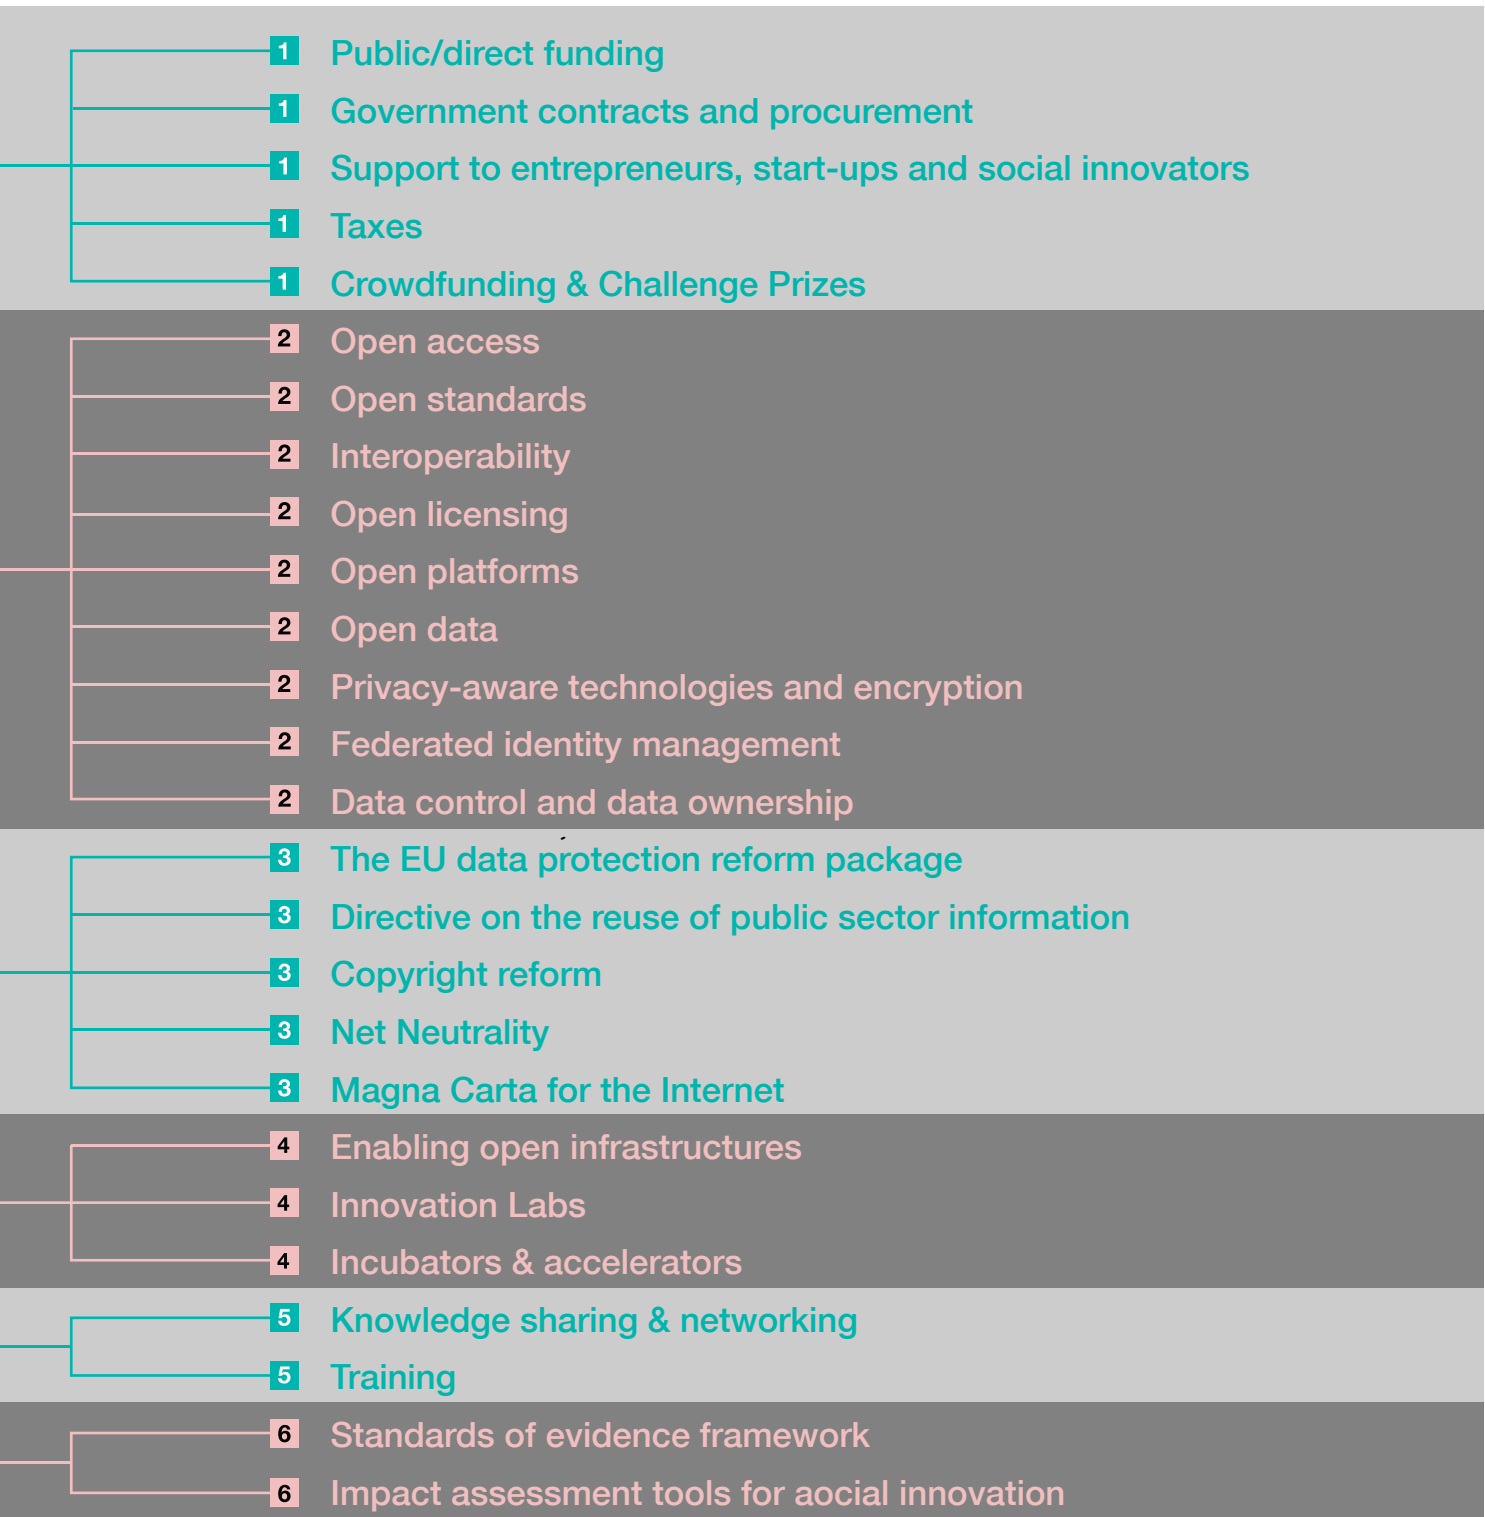 1 Public/direct funding
1 Government contracts and procurement
1 Support to entrepreneurs, start-ups and social innovators
1 Taxes
1 Crowdfunding & Challenge Prizes
2 Open access
2 Open standards
2 Interoperability
2 Open licensing
2 Open platforms
2 Open data
2 Privacy-aware technologies and encryption
2 Federated identity management
2 Data control and data ownership
3 The EU data protection reform package
3 Directive on the reuse of public sector information
3 Copyright reform
3 Net Neutrality
3 Magna Carta for the Internet
4 Enabling open infrastructures
4 Innovation Labs
4 Incubators & accelerators
5 Knowledge sharing & networking
5 Training
6 Standards of evidence framework
6 Impact assessment tools for aocial innovation